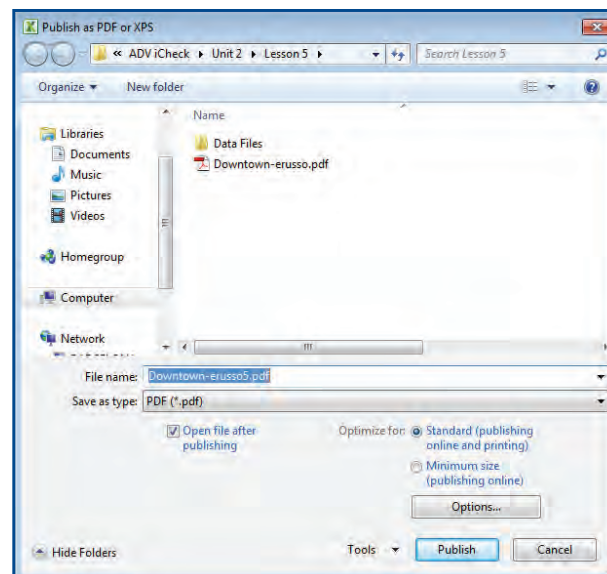 Publish as PDF or XPS
« ADV iCheck ▸ Unit 2 ▸ Lesson 5 ▸
Search Lesson 5
Organize ▼ New folder
Name
Libraries
Documents
Music
Pictures
Videos
Homegroup
Computer
Network
Data Files
Downtown-erusso.pdf
File name: Downtown-erusso5.pdf
Save as type: PDF (*.pdf)
Open file after
publishing
Optimize for:
Standard (publishing
online and printing)
Minimum size
(publishing online)
Options...
Hide Folders
Tools ▼ Publish Cancel